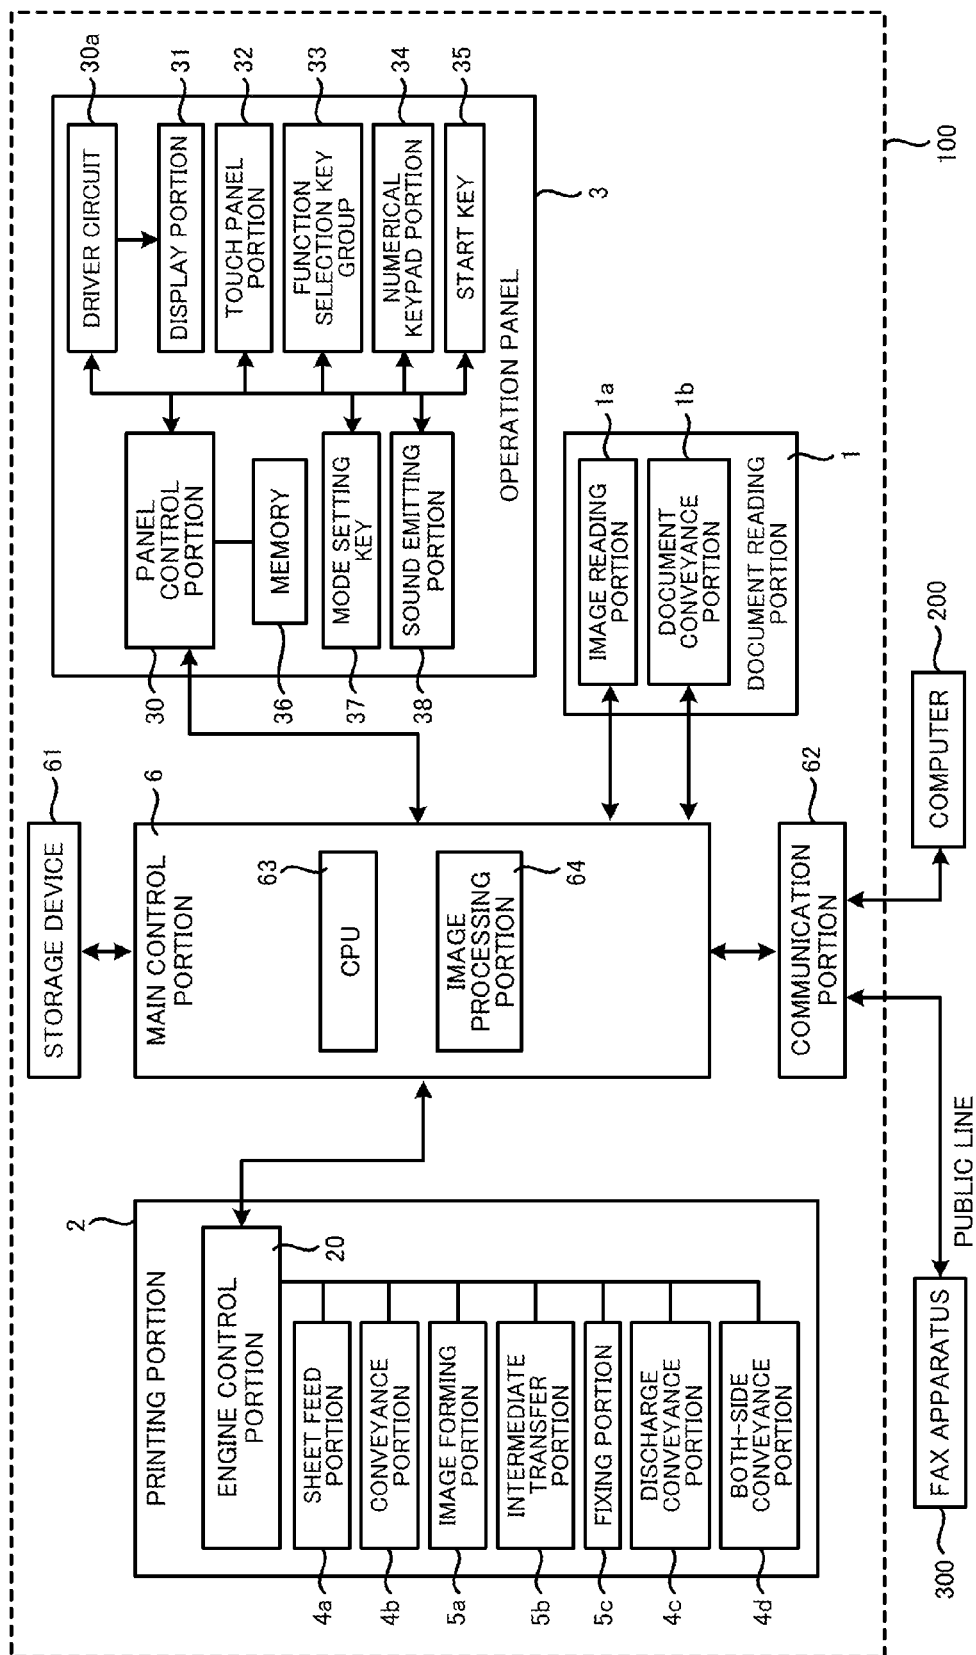 100
PRINTING PORTION
2
ENGINE CONTROL
PORTION
20
SHEET FEED
PORTION
4a
CONVEYANCE
PORTION
4b
IMAGE FORMING
PORTION
5a
INTERMEDIATE
TRANSFER
PORTION
5b
FIXING PORTION
5c
DISCHARGE
CONVEYANCE
PORTION
4c
BOTH-SIDE
CONVEYANCE
PORTION
4d
STORAGE DEVICE
61
MAIN CONTROL
PORTION
6
CPU
63
IMAGE
PROCESSING
PORTION
64
COMMUNICATION
PORTION
62
PANEL
CONTROL
PORTION
30
MEMORY
36
MODE SETTING
KEY
37
SOUND EMITTING
PORTION
38
DRIVER CIRCUIT
30a
DISPLAY PORTION
31
TOUCH PANEL
PORTION
32
FUNCTION
SELECTION KEY
GROUP
33
NUMERICAL
KEYPAD PORTION
34
START KEY
35
OPERATION PANEL
3
IMAGE READING
PORTION
1a
DOCUMENT
CONVEYANCE
PORTION
1b
DOCUMENT READING
PORTION
1
FAX APPARATUS
300
PUBLIC LINE
COMPUTER
200